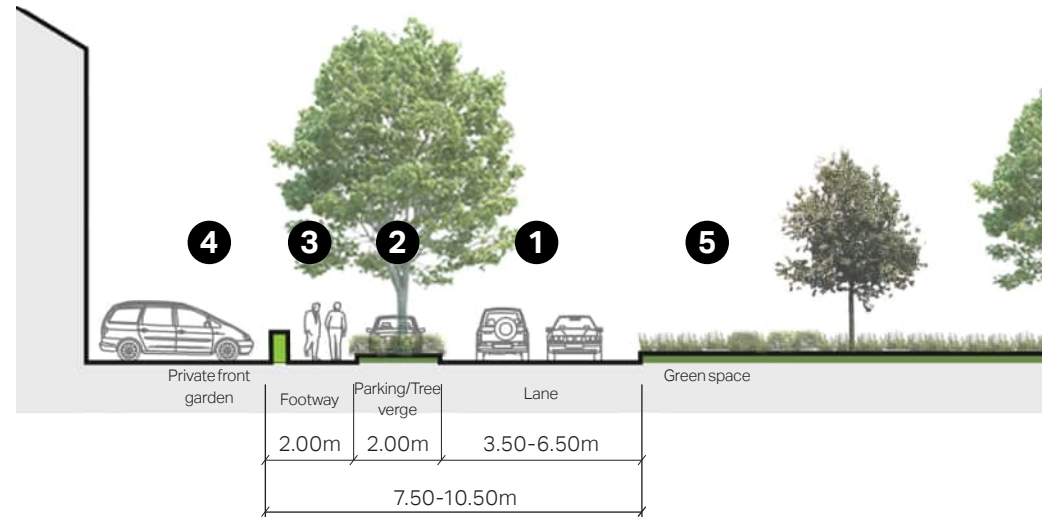 4 3 2 1 5
Private front
garden
Footway
Parking/Tree
verge
Lane
Green space
2.00m 2.00m 3.50-6.50m
7.50-10.50m